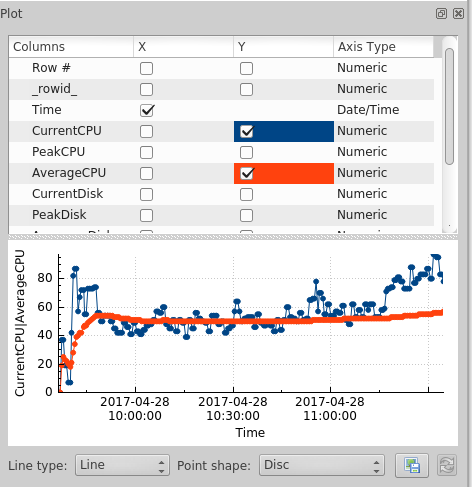 Plot
Columns X Y Axis Type
Row # Numeric
_rowid_ Numeric
Time Date/Time
CurrentCPU Numeric
PeakCPU Numeric
AverageCPU Numeric
CurrentDisk Numeric
PeakDisk Numeric
CurrentCPU|AverageCPU
80
60
40
20
0
2017-04-28 2017-04-28 2017-04-28
10:00:00 10:30:00 11:00:00
Time
Line type: Line Point shape: Disc